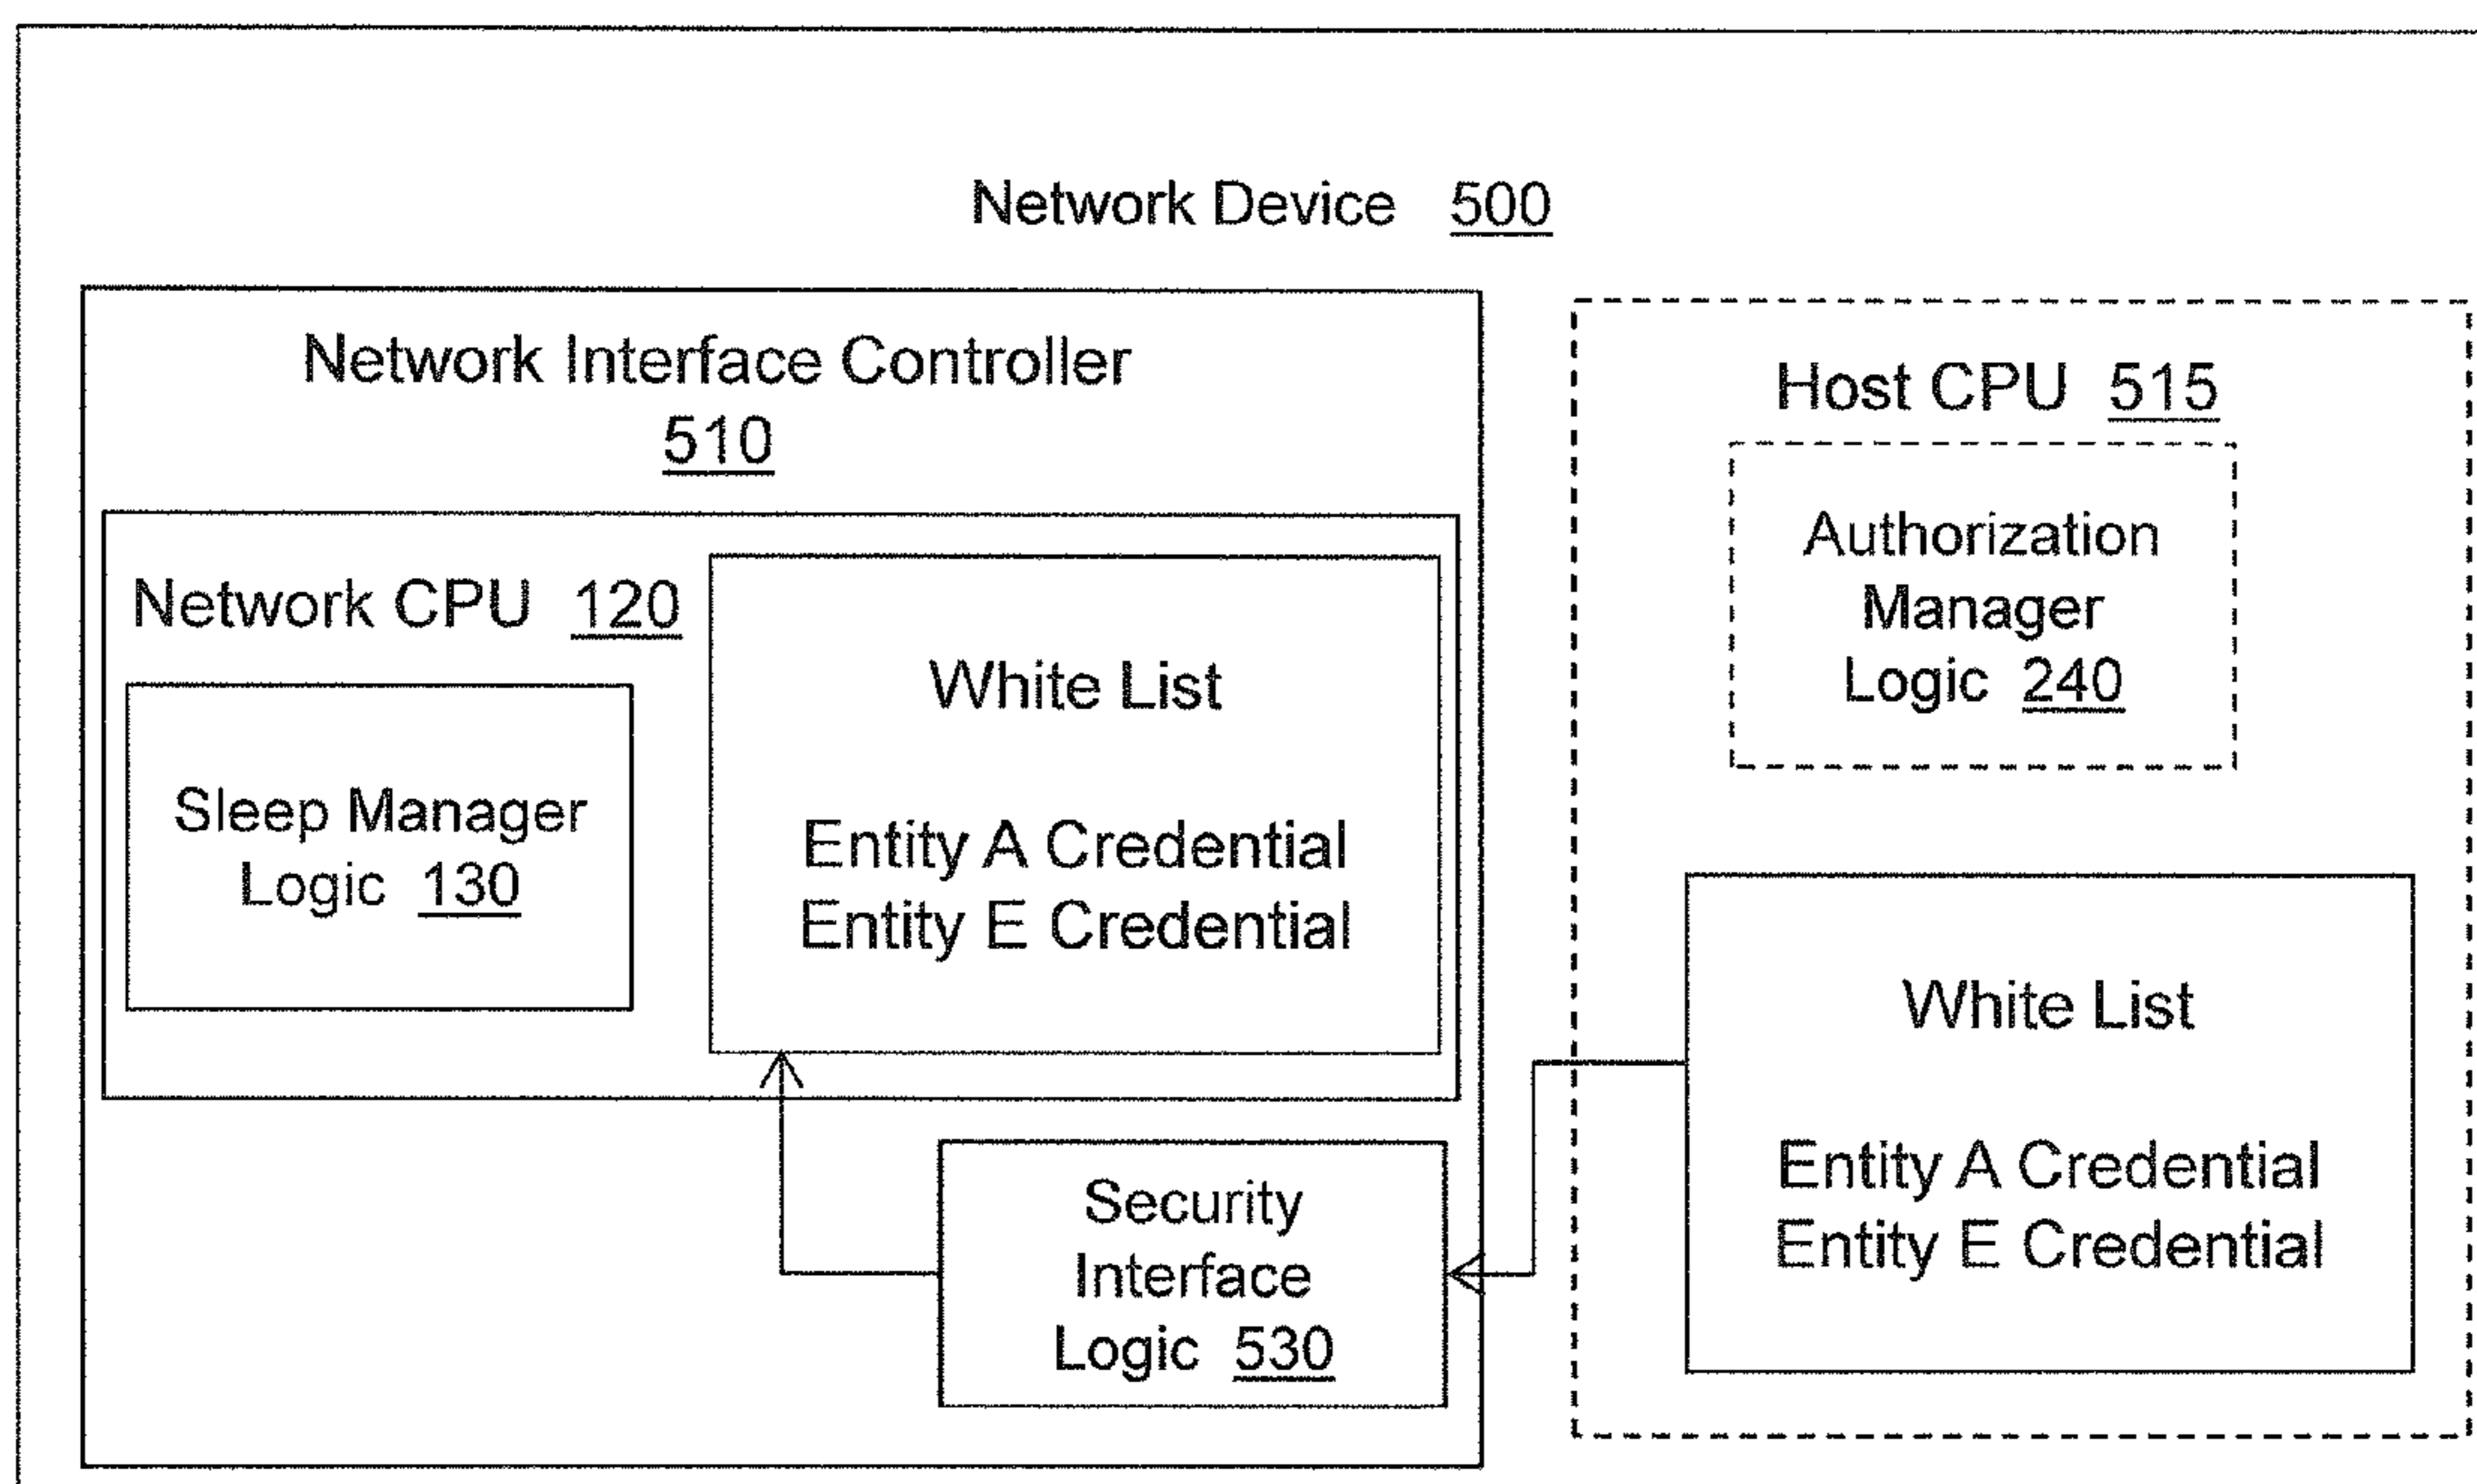 Network Device 500
Network Interface Controller
510
Network CPU 120
Sleep Manager
Logic 130
White List
Entity A Credential
Entity E Credential
Security
Interface
Logic 530
Host CPU 515
Authorization
Manager
Logic 240
White List
Entity A Credential
Entity E Credential